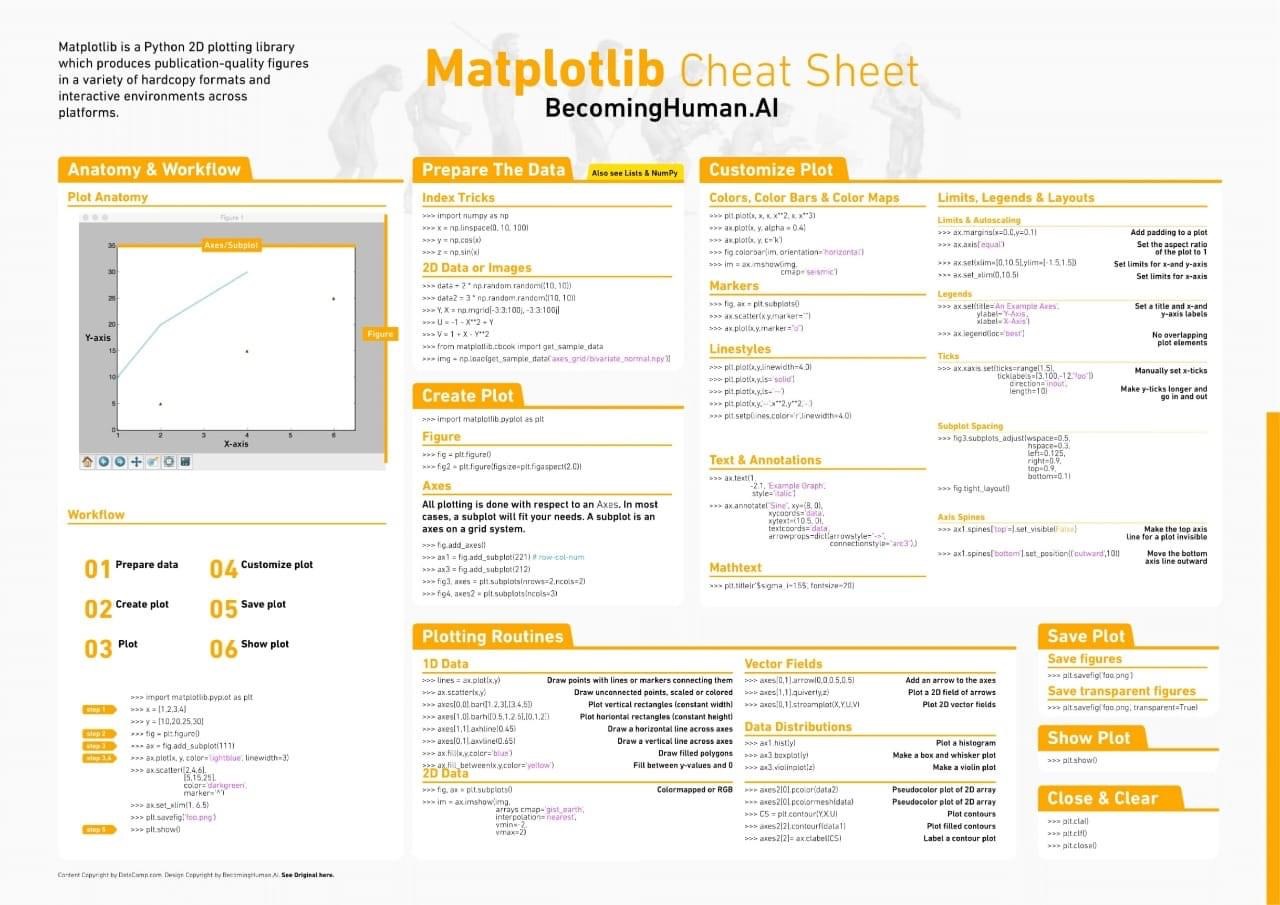 Matplotlib is a Python 2D plotting library
which produces publication-quality figures
in a variety of hardcopy formats and
interactive environments across
platforms.
Matplotlib Cheat Sheet
BecomingHuman.AI
Anatomy & Workflow
Plot Anatomy
Figure 1
Axes/Subplot
35
30
25
20
15
10
5
0
Y-axis
Figure
1
2
3
4
5
6
X-axis
Workflow
01 Prepare data
04 Customize plot
02 Create plot
05 Save plot
03 Plot
06 Show plot
>>> import matplotlib.pyplot as plt
step 1 >>> x = [1,2,3,4]
>>> y = [10,20,25,30]
step 2 >>> fig = plt.figure()
step 3 >>> ax = fig.add_subplot(111)
step 3,4 >>> ax.plot(x, y, color='lightblue', linewidth=3)
>>> ax.scatter([2,4,6],
[5,15,25],
color='darkgreen',
marker='^')
>>> ax.set_xlim(1, 6.5)
>>> plt.savefig('foo.png')
>>> plt.show()
Prepare The Data
Also see Lists & NumPy
Index Tricks
>>> import numpy as np
>>> x = np.linspace(0, 10, 100)
>>> y = np.cos(x)
>>> z = np.sin(x)
2D Data or Images
>>> data = 2 * np.random.random((10, 10))
>>> data2 = 3 * np.random.random((10, 10))
>>> Y, X = np.mgrid[-3:3:100j, -3:3:100j]
>>> U = -1 - X**2 + Y
>>> V = 1 + X - Y**2
>>> from matplotlib.cbook import get_sample_data
>>> img = np.load(get_sample_data('axes_grid/bivariate_normal.npy'))
Create Plot
>>> import matplotlib.pyplot as plt
Figure
>>> fig = plt.figure()
>>> fig2 = plt.figure(figsize=plt.figaspect(2.0))
Axes
All plotting is done with respect to an Axes. In most
cases, a subplot will fit your needs. A subplot is an
axes on a grid system.
>>> fig.add_axes()
>>> ax1 = fig.add_subplot(221) # row-col-num
>>> ax3 = fig.add_subplot(212)
>>> fig3, axes = plt.subplots(nrows=2,ncols=2)
>>> fig4, axes2 = plt.subplots(ncols=3)
Customize Plot
Colors, Color Bars & Color Maps
>>> plt.plot(x, x, x, x**2, x, x**3)
>>> ax.plot(x, y, alpha = 0.4)
>>> ax.plot(x, y, c='k')
>>> fig.colorbar(im, orientation='horizontal')
>>> im = ax.imshow(img,
cmap='seismic')
Markers
>>> fig, ax = plt.subplots()
>>> ax.scatter(x,y,marker=".")
>>> ax.plot(x,y,marker="o")
Linestyles
>>> plt.plot(x,y,linewidth=4.0)
>>> plt.plot(x,y,ls='solid')
>>> plt.plot(x,y,ls='--')
>>> plt.plot(x,y,'--',x**2,y**2,'-.')
>>> plt.setp(lines,color='r',linewidth=4.0)
Text & Annotations
>>> ax.text(1,
-2.1, 'Example Graph',
style='italic')
>>> ax.annotate("Sine", xy=(8, 0),
xycoords='data',
xytext=(10.5, 0),
textcoords='data',
arrowprops=dict(arrowstyle="->",
connectionstyle="arc3"),)
Mathtext
>>> plt.title(r'$sigma_i=15$', fontsize=20)
Limits, Legends & Layouts
Limits & Autoscaling
>>> ax.margins(x=0.0,y=0.1) Add padding to a plot
>>> ax.axis('equal') Set the aspect ratio
of the plot to 1
>>> ax.set(xlim=[0,10.5],ylim=[-1.5,1.5]) Set limits for x-and y-axis
>>> ax.set_xlim(0,10.5) Set limits for x-axis
Legends
>>> ax.set(title='An Example Axes', Set a title and x-and
ylabel='Y-Axis', y-axis labels
xlabel='X-Axis')
>>> ax.legend(loc='best') No overlapping
plot elements
Ticks
>>> ax.xaxis.set(ticks=range(1,5), Manually set x-ticks
ticklabels=[3,100,-12,"foo"])
direction='inout', Make y-ticks longer and
length=10) go in and out
Subplot Spacing
>>> fig3.subplots_adjust(wspace=0.5,
hspace=0.3,
left=0.125,
right=0.9,
top=0.9,
bottom=0.1)
>>> fig.tight_layout()
Axis Spines
>>> ax1.spines['top'=].set_visible(False) Make the top axis
line for a plot invisible
>>> ax1.spines['bottom'].set_position(('outward',10)) Move the bottom
axis line outward
Plotting Routines
1D Data
>>> lines = ax.plot(x,y) Draw points with lines or markers connecting them
>>> ax.scatter(x,y) Draw unconnected points, scaled or colored
>>> axes[0,0].bar([1,2,3],[3,4,5]) Plot vertical rectangles (constant width)
>>> axes[1,0].barh([0.5,1,2.5],[0,1,2]) Plot horiontal rectangles (constant height)
>>> axes[1,1].axhline(0.45) Draw a horizontal line across axes
>>> axes[0,1].axvline(0.65) Draw a vertical line across axes
>>> ax.fill(x,y,color='blue') Draw filled polygons
>>> ax.fill_between(x,y,color='yellow') Fill between y-values and 0
2D Data
>>> fig, ax = plt.subplots() Colormapped or RGB
>>> im = ax.imshow(img,
arrays cmap='gist_earth',
interpolation='nearest',
vmin=-2,
vmax=2)
Vector Fields
>>> axes[0,1].arrow(0,0,0.5,0.5) Add an arrow to the axes
>>> axes[1,1].quiver(y,z) Plot a 2D field of arrows
>>> axes[0,1].streamplot(X,Y,U,V) Plot 2D vector fields
Data Distributions
>>> ax1.hist(y) Plot a histogram
>>> ax3.boxplot(y) Make a box and whisker plot
>>> ax3.violinplot(z) Make a violin plot
>>> axes2[0].pcolor(data2) Pseudocolor plot of 2D array
>>> axes2[0].pcolormesh(data) Pseudocolor plot of 2D array
>>> CS = plt.contour(Y,X,U) Plot contours
>>> axes2[2].contourf(data1) Plot filled contours
>>> axes2[2]= ax.clabel(CS) Label a contour plot
Save Plot
Save figures
>>> plt.savefig('foo.png')
Save transparent figures
>>> plt.savefig('foo.png', transparent=True)
Show Plot
>>> plt.show()
Close & Clear
>>> plt.cla()
>>> plt.clf()
>>> plt.close()
Content Copyright by DataCamp.com. Design Copyright by BecomingHuman.AI. See Original here.